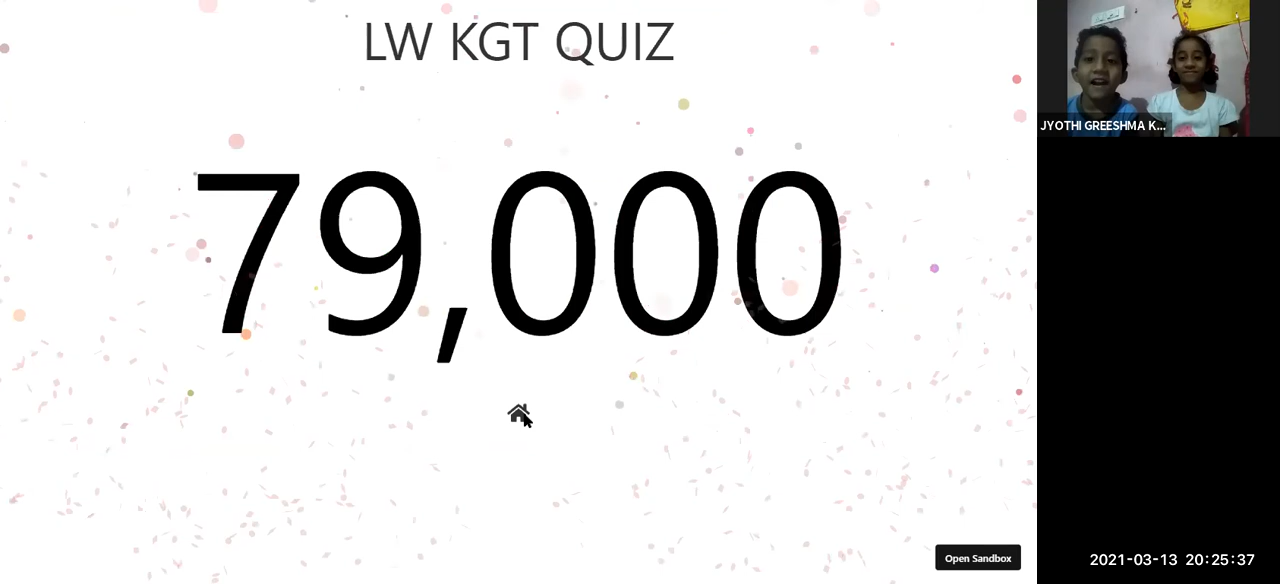 LW KGT QUIZ
79,000
Open Sandbox
JYOTHI GREESHMA K...
2021-03-13 20:25:37